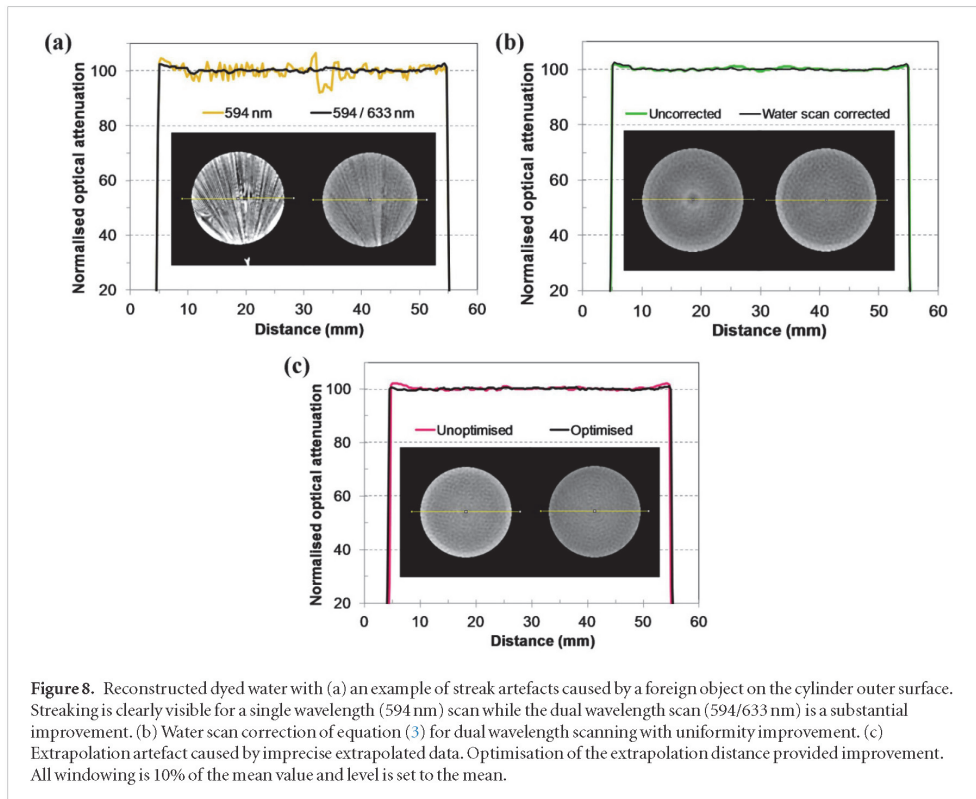 (a)
Normalised optical attenuation
100
80
60
40
20
594 nm
594 / 633 nm
0 10 20 30 40 50 60
Distance (mm)
(b)
Normalised optical attenuation
100
80
60
40
20
Uncorrected
Water scan corrected
0 10 20 30 40 50 60
Distance (mm)
(c)
Normalised optical attenuation
100
80
60
40
20
Unoptimised
Optimised
0 10 20 30 40 50 60
Distance (mm)
Figure 8. Reconstructed dyed water with (a) an example of streak artefacts caused by a foreign object on the cylinder outer surface.
Streaking is clearly visible for a single wavelength (594 nm) scan while the dual wavelength scan (594/633 nm) is a substantial
improvement. (b) Water scan correction of equation (3) for dual wavelength scanning with uniformity improvement. (c)
Extrapolation artefact caused by imprecise extrapolated data. Optimisation of the extrapolation distance provided improvement.
All windowing is 10% of the mean value and level is set to the mean.